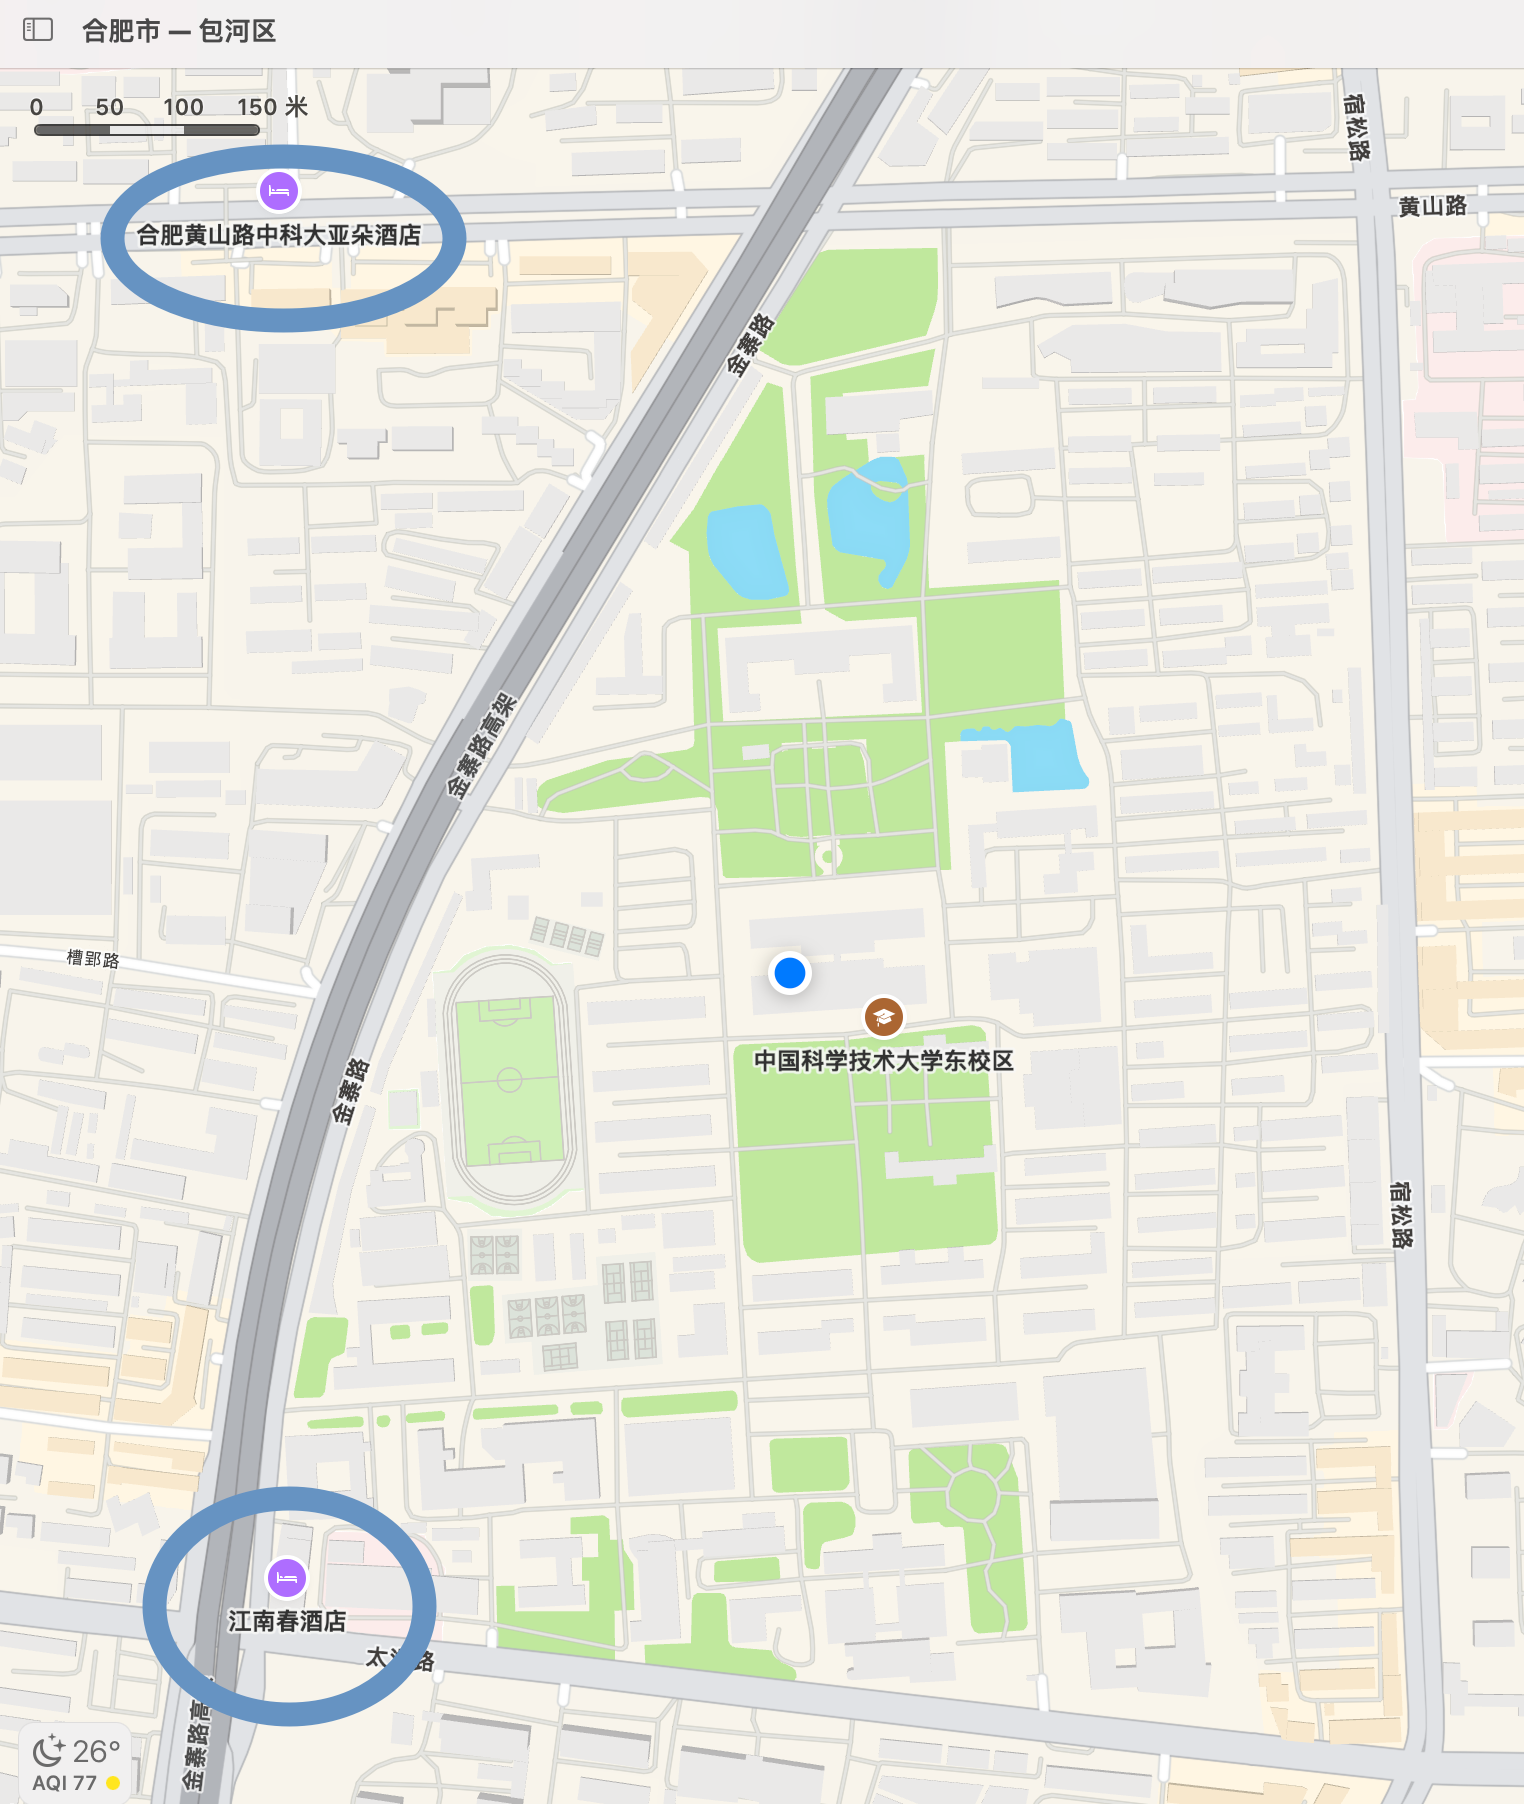 合肥市 — 包河区
0 50 100 150 米
宿松路
合肥黄山路中科大亚朵酒店
黄山路
金寨路
金寨路高架
槽郢路
中国科学技术大学东校区
金寨路
宿松路
江南春酒店
金寨路高
26°
AQI 77